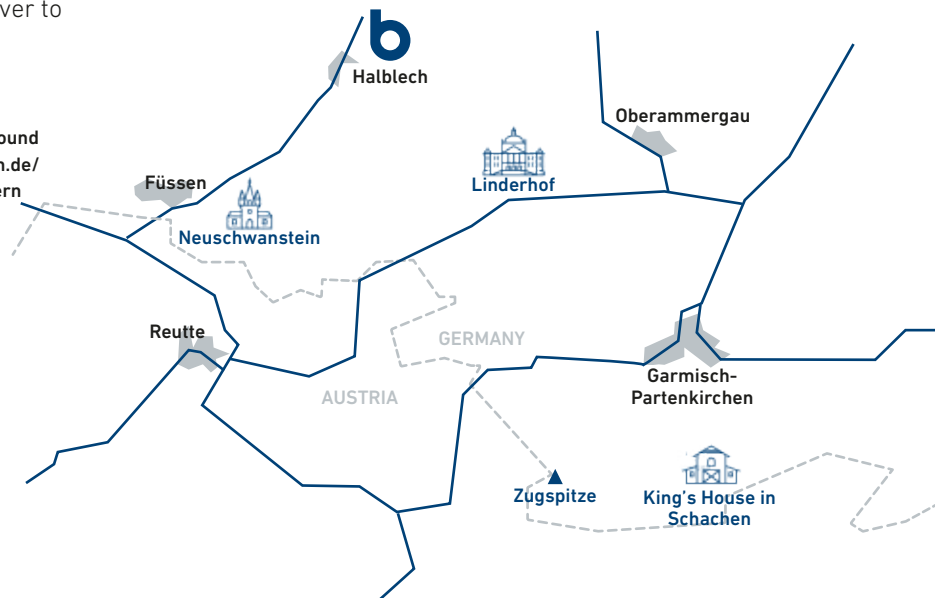 ver to
b
Halblech
Oberammergau
ound
n.de/
ern
Füssen
Linderhof
Neuschwanstein
Reutte
GERMANY
AUSTRIA
Garmisch-
Partenkirchen
Zugspitze
King's House in
Schachen